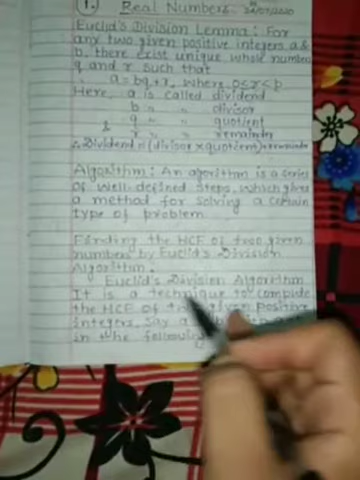 1. Real Numbers.
Euclid's Division Lemma: For
any two given positive integers a &
b, there exist unique whole number
q and r such that
a = bq + r, where 0≤r<b
Here, a is called dividend
b " " divisor
q " " quotient
& r " " remainder
∴ Dividend = (divisor × quotient) + remainder
Algorithm: An agorithm is a series
of well-defined steps, which gives
a method for solving a certain
type of problem
Finding the HCF of two given
numbers by Euclid's Division
Algorithm.
Euclid's Division Algorithm
It is a technique to compute
the HCF of two given positive
integers, say a
in the following